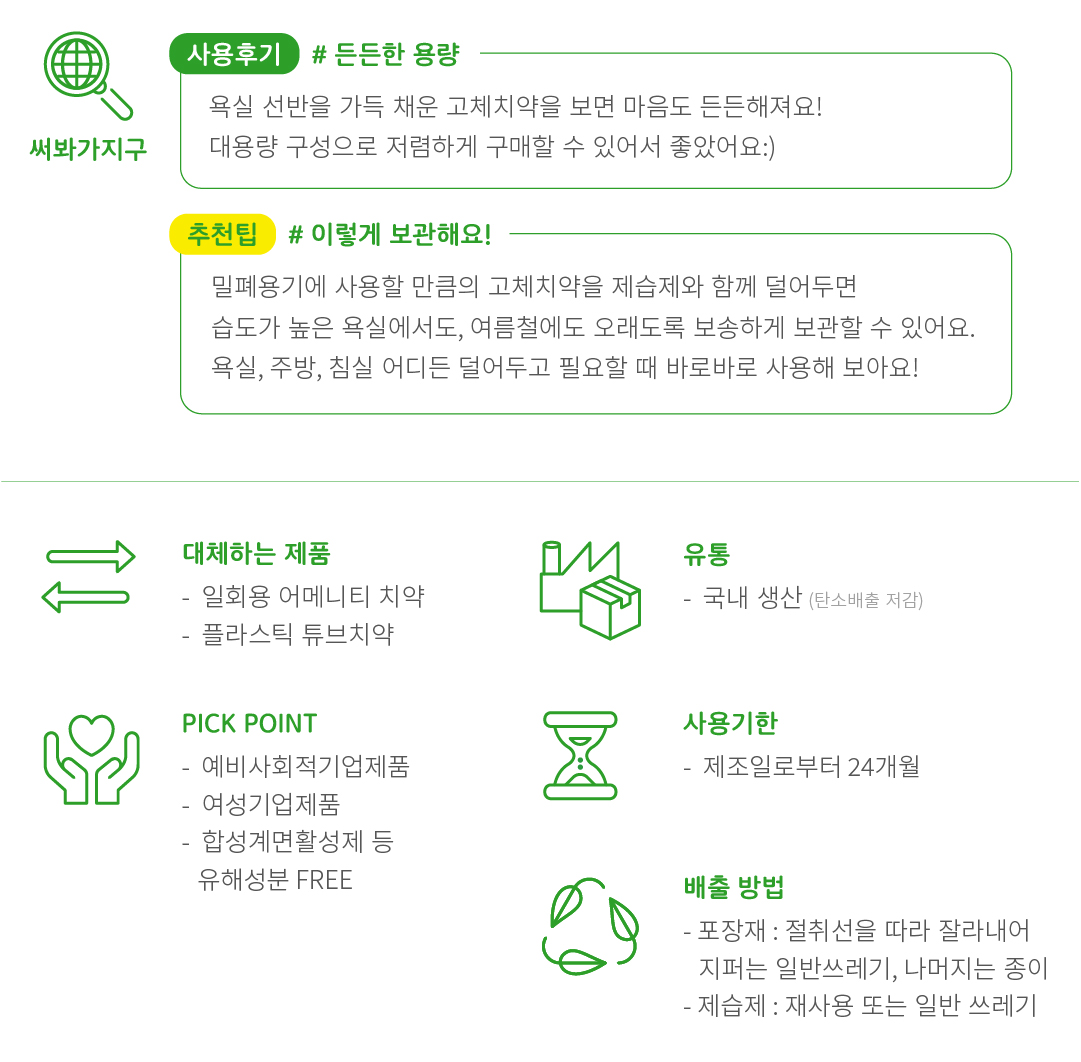 써봐가지구
사용후기 # 든든한 용량
욕실 선반을 가득 채운 고체치약을 보면 마음도 든든해져요!
대용량 구성으로 저렴하게 구매할 수 있어서 좋았어요:)
추천팁 # 이렇게 보관해요!
밀폐용기에 사용할 만큼의 고체치약을 제습제와 함께 덜어두면
습도가 높은 욕실에서도, 여름철에도 오래도록 보송하게 보관할 수 있어요.
욕실, 주방, 침실 어디든 덜어두고 필요할 때 바로바로 사용해 보아요!
대체하는 제품
- 일회용 어메니티 치약
- 플라스틱 튜브치약
유통
- 국내 생산 (탄소배출 저감)
PICK POINT
- 예비사회적기업제품
- 여성기업제품
- 합성계면활성제 등
유해성분 FREE
사용기한
- 제조일로부터 24개월
배출 방법
- 포장재 : 절취선을 따라 잘라내어
지퍼는 일반쓰레기, 나머지는 종이
- 제습제 : 재사용 또는 일반 쓰레기